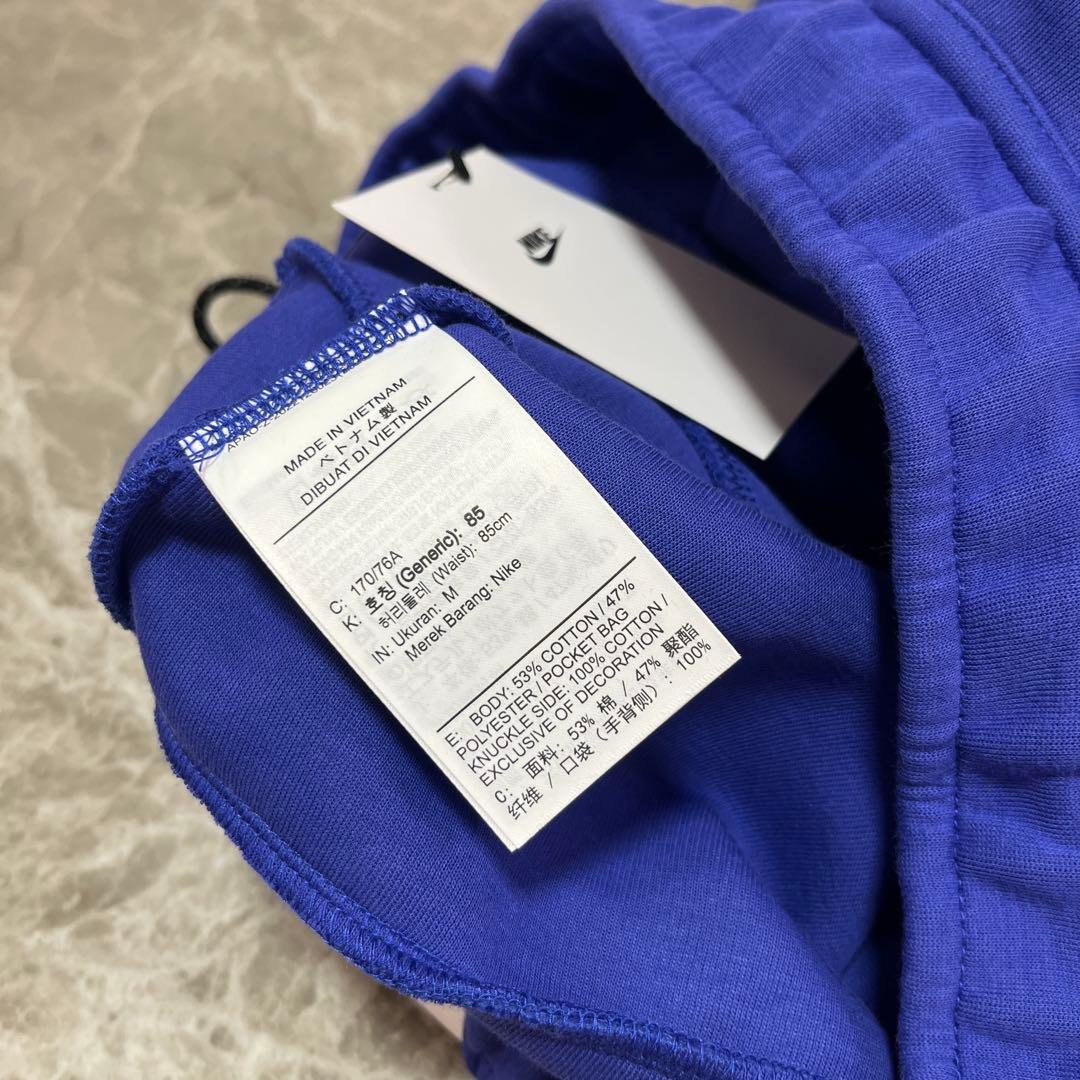 NIKE
MADE IN VIETNAM
ベトナム製
DIBUAT DI VIETNAM
C: 170/76A
K: 호칭 (Generic): 85
허리둘레 (Waist): 85cm
IN: Ukuran: M
Merek Barang: Nike
E: BODY: 53% COTTON / 47%
POLYESTER / POCKET BAG
KNUCKLE SIDE: 100% COTTON /
EXCLUSIVE OF DECORATION
C: 面料: 53% 棉 / 47% 聚酯
纤维 / 口袋 (手背侧) : 100%